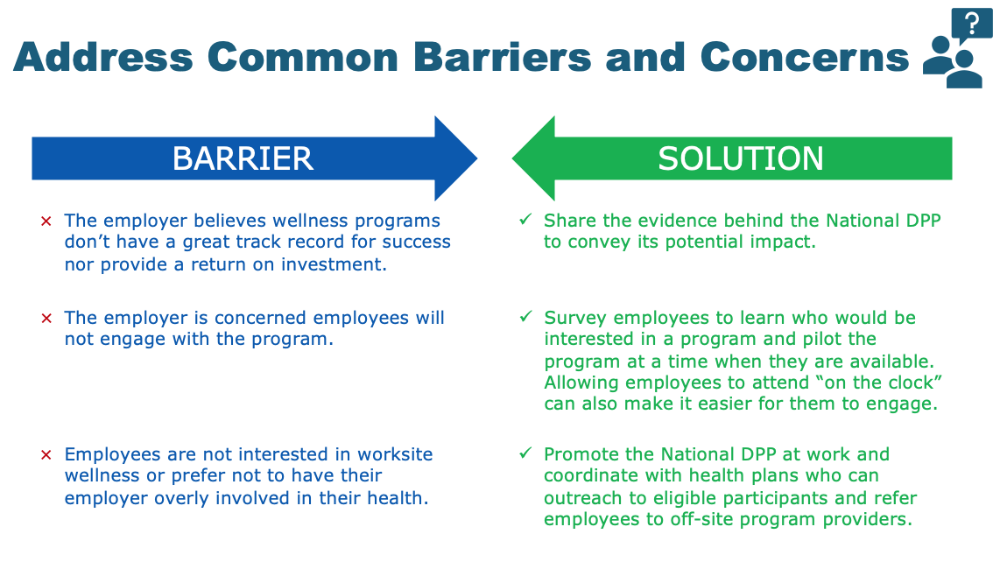 ?
Address Common Barriers and Concerns
BARRIER
SOLUTION
× The employer believes wellness programs
don’t have a great track record for success
nor provide a return on investment.
✓ Share the evidence behind the National DPP
to convey its potential impact.
× The employer is concerned employees will
not engage with the program.
✓ Survey employees to learn who would be
interested in a program and pilot the
program at a time when they are available.
Allowing employees to attend “on the clock”
can also make it easier for them to engage.
× Employees are not interested in worksite
wellness or prefer not to have their
employer overly involved in their health.
✓ Promote the National DPP at work and
coordinate with health plans who can
outreach to eligible participants and refer
employees to off-site program providers.